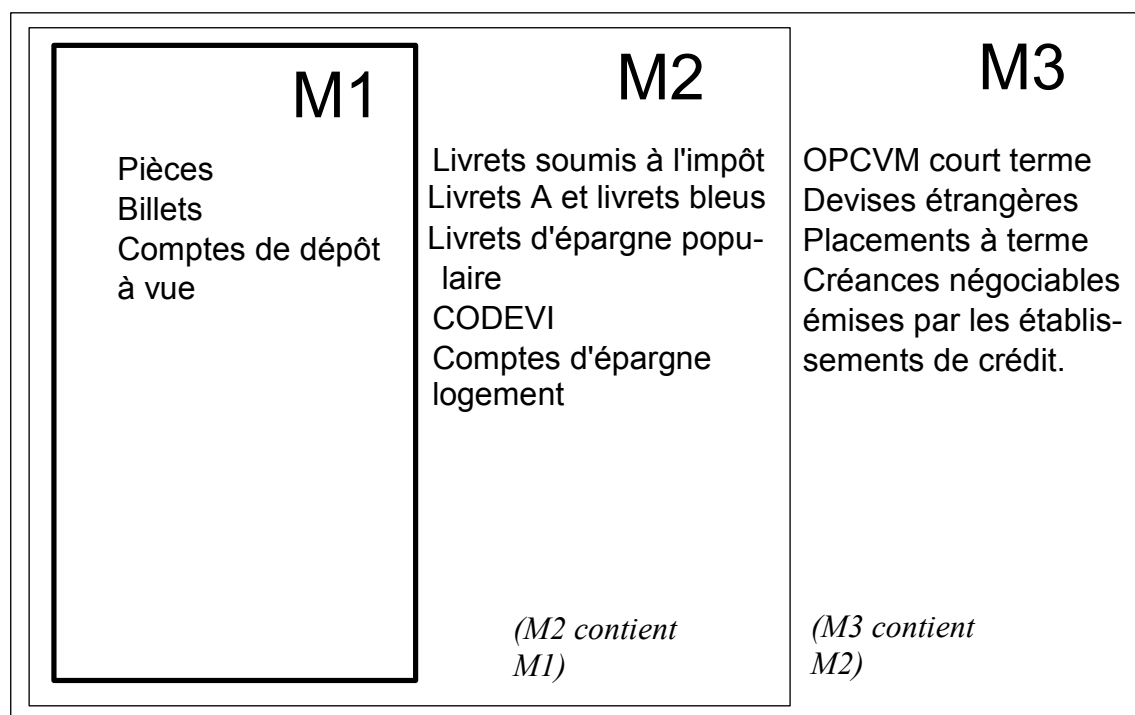 M1
Pièces
Billets
Comptes de dépôt
à vue
M2
Livrets soumis à l'impôt
Livrets A et livrets bleus
Livrets d'épargne popu-
laire
CODEVI
Comptes d'épargne
logement
(M2 contient
M1)
M3
OPCVM court terme
Devises étrangères
Placements à terme
Créances négociables
émises par les établis-
sements de crédit.
(M3 contient
M2)